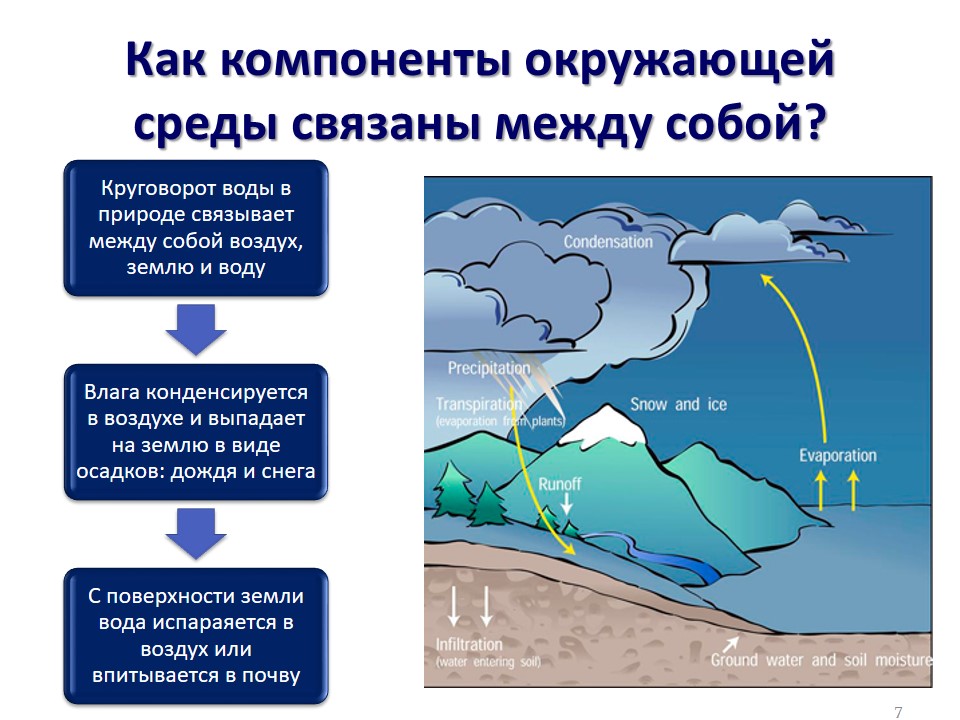 Как компоненты окружающей
среды связаны между собой?
Круговорот воды в
природе связывает
между собой воздух,
землю и воду
Влага конденсируется
в воздухе и выпадает
на землю в виде
осадков: дождя и снега
С поверхности земли
вода испараяется в
воздух или
впитывается в почву
Condensation
Precipitation
Transpiration
(evaporation from plants)
Snow and ice
Evaporation
Runoff
Infiltration
(water entering soil)
Ground water and soil moisture
7